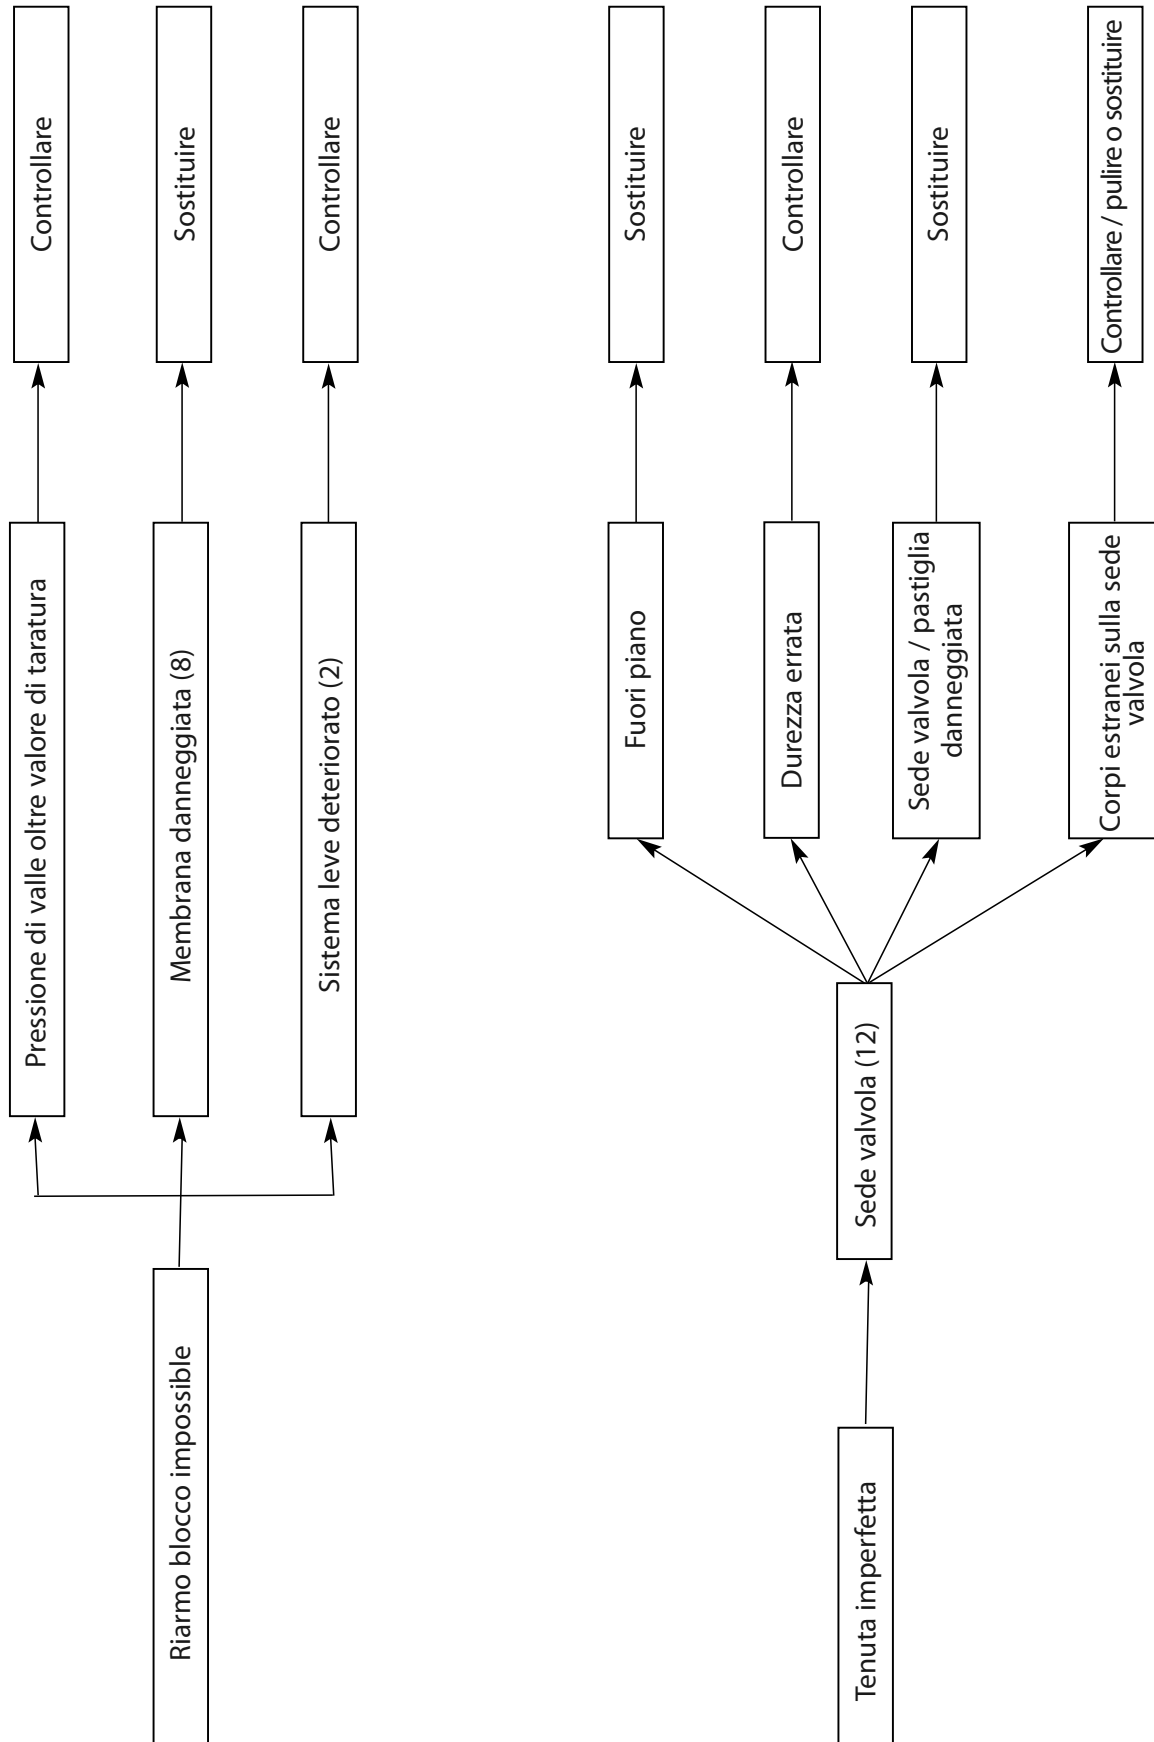 Riarmo blocco impossible
Pressione di valle oltre valore di taratura
Controllare
Membrana danneggiata (8)
Sostituire
Sistema leve deteriorato (2)
Controllare
Tenuta imperfetta
Sede valvola (12)
Fuori piano
Sostituire
Durezza errata
Controllare
Sede valvola / pastiglia
danneggiata
Sostituire
Corpi estranei sulla sede
valvola
Controllare / pulire o sostituire